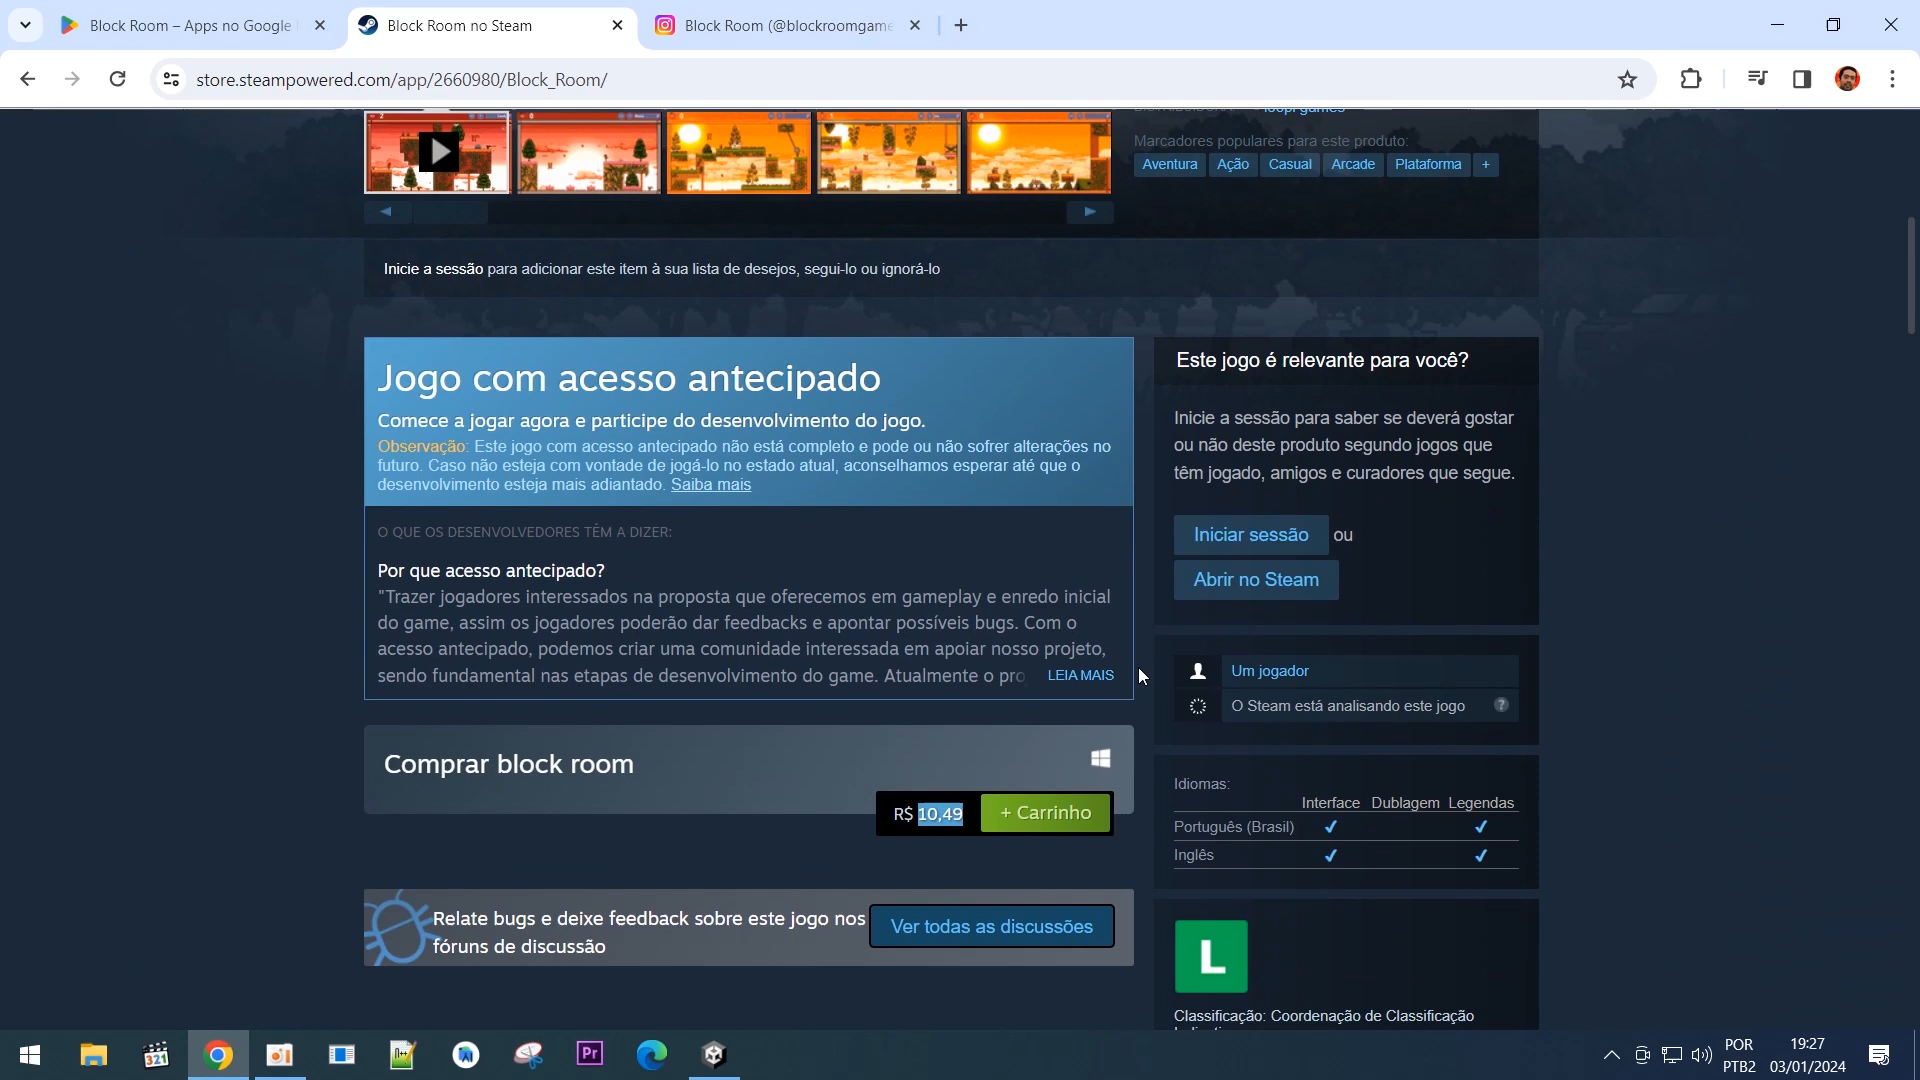 Block Room – Apps no Google
Block Room no Steam
Block Room (@blockroomgame
store.steampowered.com/app/2660980/Block_Room/
loopi games
Marcadores populares para este produto:
Aventura Ação Casual Arcade Plataforma +
Inicie a sessão para adicionar este item à sua lista de desejos, segui-lo ou ignorá-lo
Jogo com acesso antecipado
Comece a jogar agora e participe do desenvolvimento do jogo.
Observação: Este jogo com acesso antecipado não está completo e pode ou não sofrer alterações no
futuro. Caso não esteja com vontade de jogá-lo no estado atual, aconselhamos esperar até que o
desenvolvimento esteja mais adiantado. Saiba mais
O QUE OS DESENVOLVEDORES TÊM A DIZER:
Por que acesso antecipado?
"Trazer jogadores interessados na proposta que oferecemos em gameplay e enredo inicial
do game, assim os jogadores poderão dar feedbacks e apontar possíveis bugs. Com o
acesso antecipado, podemos criar uma comunidade interessada em apoiar nosso projeto,
sendo fundamental nas etapas de desenvolvimento do game. Atualmente o pro LEIA MAIS
Comprar block room
R$ 10,49 + Carrinho
Relate bugs e deixe feedback sobre este jogo nos
fóruns de discussão
Ver todas as discussões
Este jogo é relevante para você?
Inicie a sessão para saber se deverá gostar
ou não deste produto segundo jogos que
têm jogado, amigos e curadores que segue.
Iniciar sessão ou
Abrir no Steam
Um jogador
O Steam está analisando este jogo ?
Idiomas:
Interface Dublagem Legendas
Português (Brasil) ✔ ✔
Inglês ✔ ✔
L
Classificação: Coordenação de Classificação
321
Pr
POR
PTB2
19:27
03/01/2024